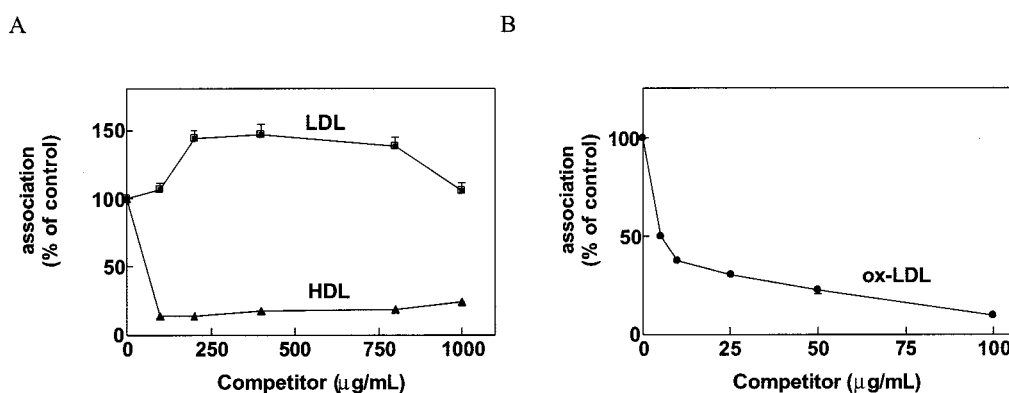 A
association
(% of control)
150
100
50
0
LDL
HDL
0 250 500 750 1000
Competitor (µg/mL)
B
association
(% of control)
100
50
0
ox-LDL
0 25 50 75 100
Competitor (µg/mL)